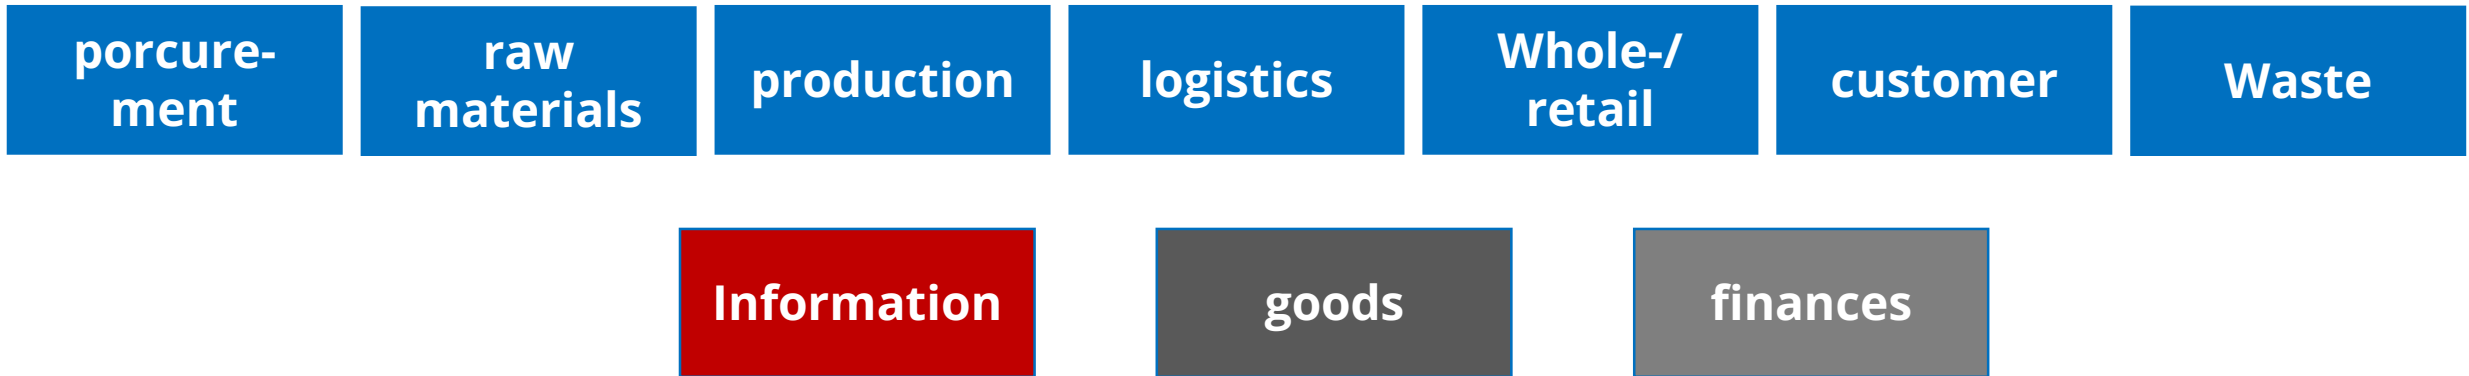 porcure-
ment
raw
materials
production
logistics
Whole-/
retail
customer
Waste
Information
goods
finances